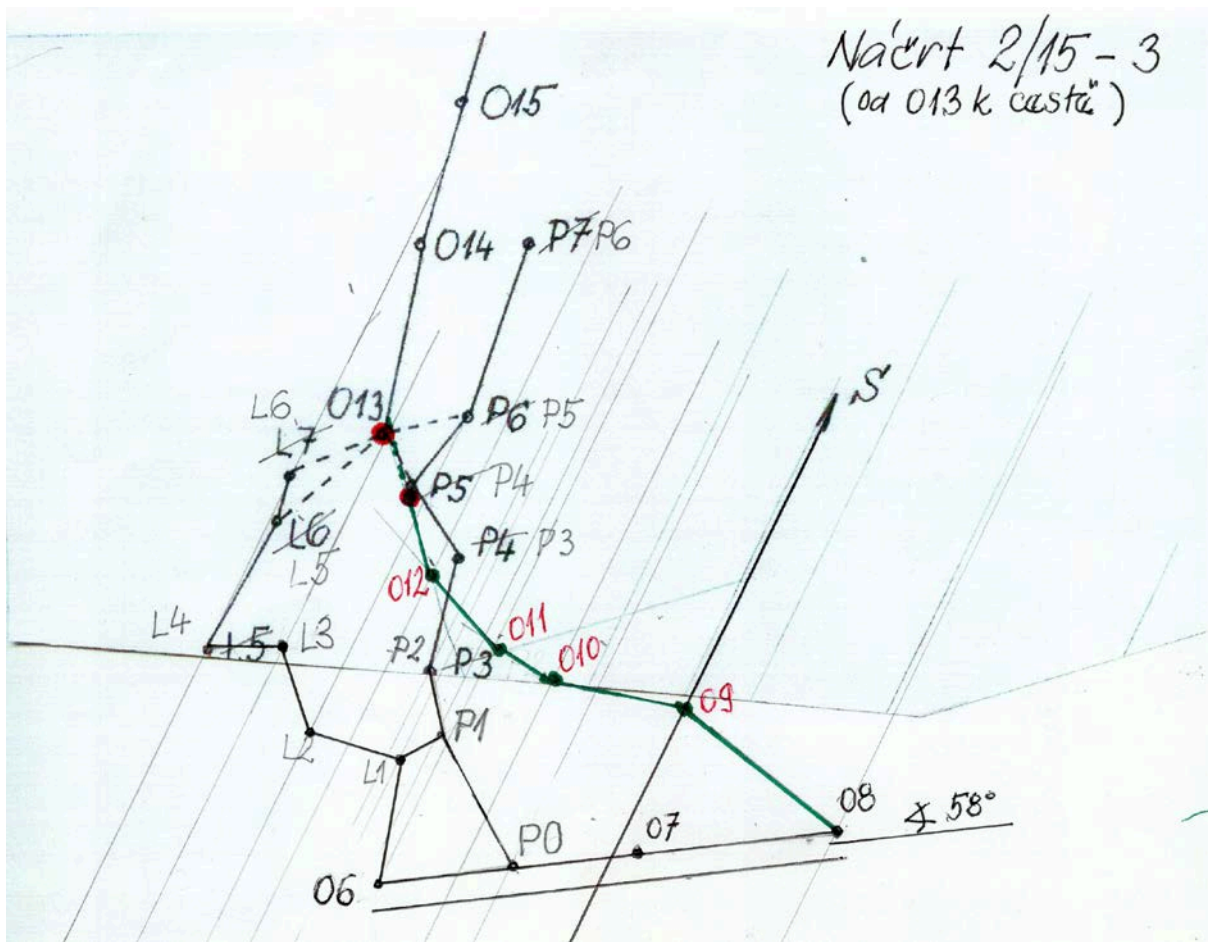 Náčrt 2/15 - 3
(od O13 k cestě)
O15
O14
P7 P6
S
L6 O13 P6 P5
L7
P5 P4
L6
L5
P4 P3
O12
L4 L5 L3
O11
P2 P3 O10
O9
L2 L1 P1
O8
∡ 58°
O7
P0
O6